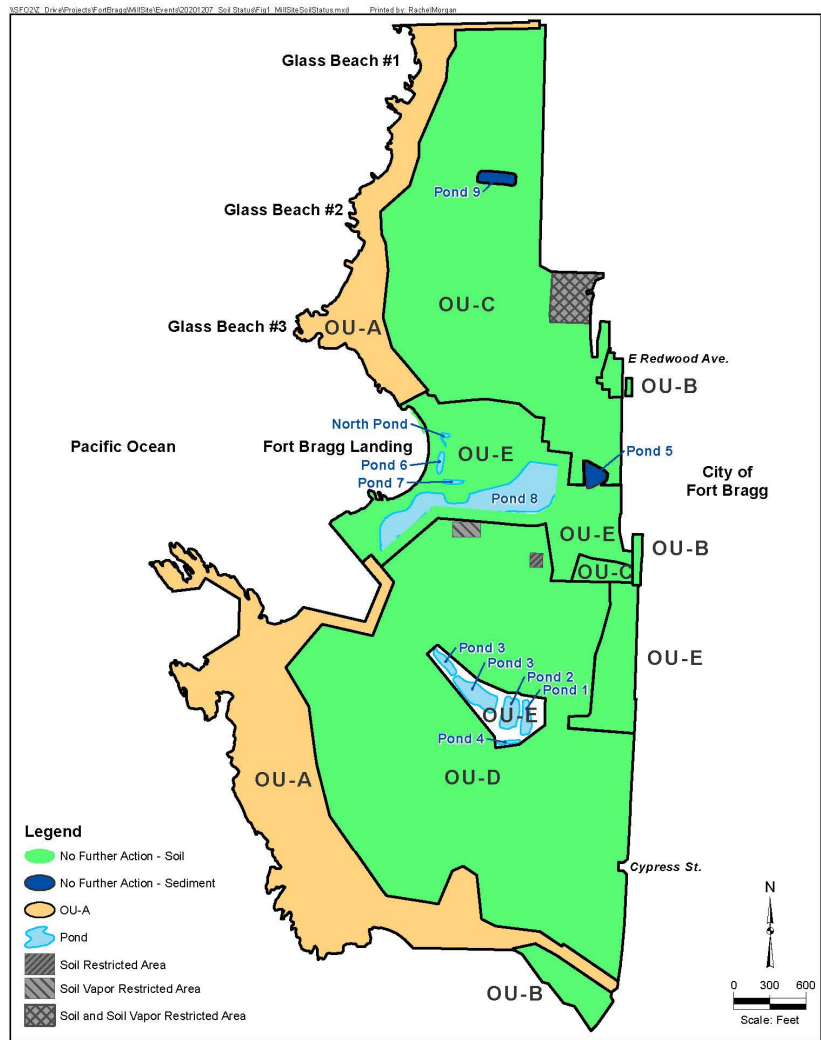 \\SFO2\Z_Drive\Projects\FortBragg\MillSite\Events\20201207_Soil Status\Fig1_MillSiteSoilStatus.mxd Printed by: RachelMorgan
Glass Beach #1
Pond 9
Glass Beach #2
OU-C
Glass Beach #3
OU-A
E Redwood Ave.
OU-B
North Pond
Pacific Ocean
Fort Bragg Landing
OU-E
Pond 5
Pond 6
City of
Fort Bragg
Pond 7
Pond 8
OU-E
OU-B
OU-C
Pond 3
OU-E
Pond 3
Pond 2
Pond 1
OU-E
Pond 4
OU-A
OU-D
Legend
No Further Action - Soil
No Further Action - Sediment
OU-A
Pond
Soil Restricted Area
Soil Vapor Restricted Area
Soil and Soil Vapor Restricted Area
Cypress St.
OU-B
N
0 300 600
Scale: Feet